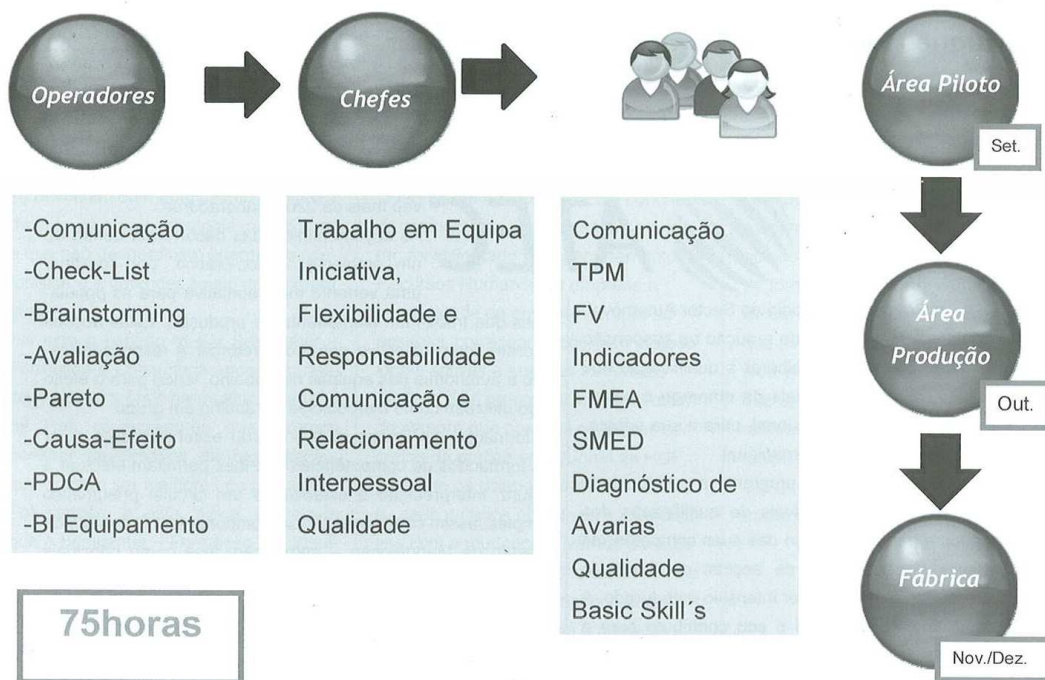 Operadores
Chefes
Área Piloto
Set.
-Comunicação
-Check-List
-Brainstorming
-Avaliação
-Pareto
-Causa-Efeito
-PDCA
-BI Equipamento
Trabalho em Equipa
Iniciativa,
Flexibilidade e
Responsabilidade
Comunicação e
Relacionamento
Interpessoal
Qualidade
Comunicação
TPM
FV
Indicadores
FMEA
SMED
Diagnóstico de
Avarias
Qualidade
Basic Skill´s
Área
Produção
Out.
Fábrica
Nov./Dez.
75horas